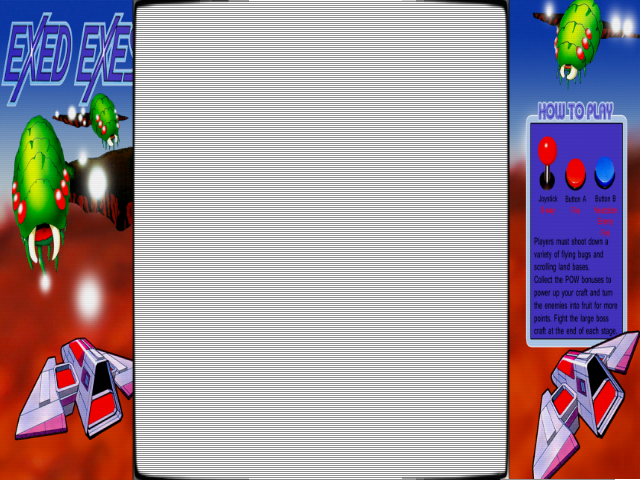 EXED EXES
HOW TO PLAY
Joystick
Button A
Button B
Players must shoot down a
variety of flying bugs and
scrolling land bases.
Collect the POW bonuses to
power up your craft and turn
the enemies into fruit for more
points. Fight the large boss
craft at the end of each stage.